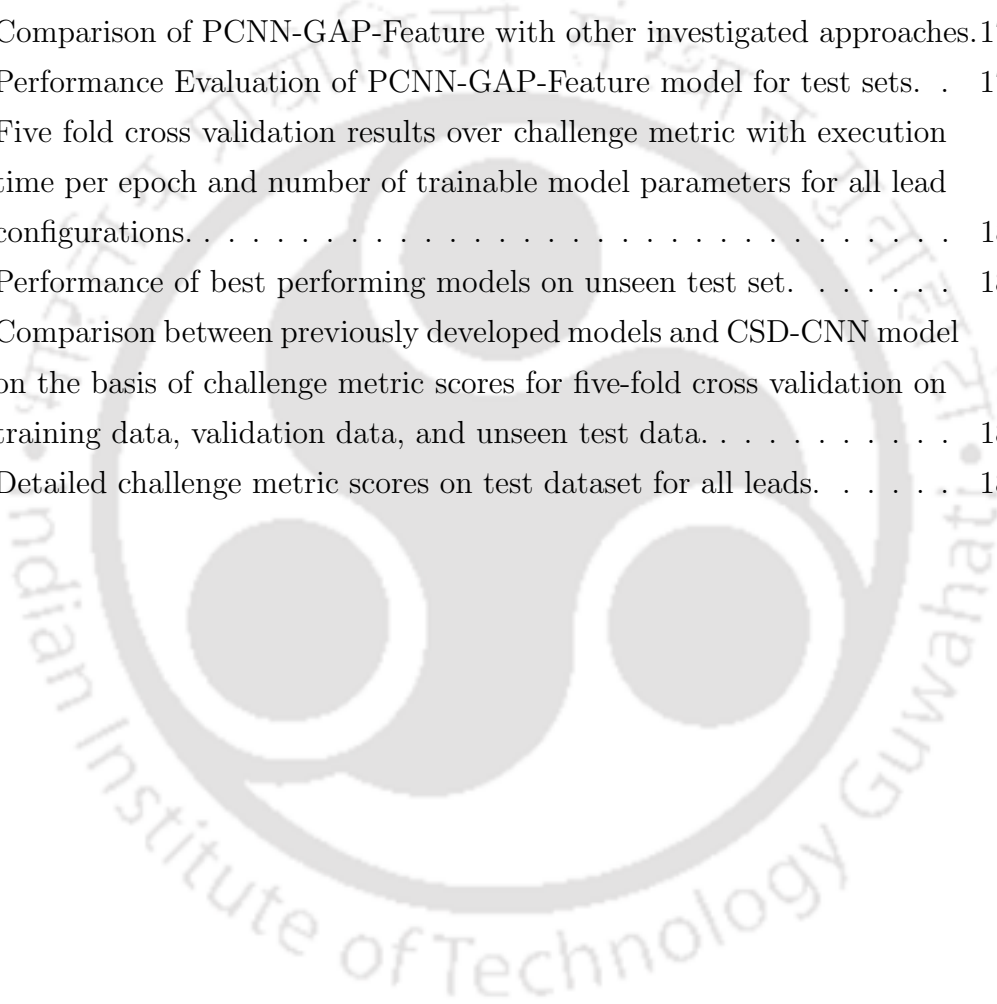 Comparison of PCNN-GAP-Feature with other investigated approaches.
Performance Evaluation of PCNN-GAP-Feature model for test sets. .
Five fold cross validation results over challenge metric with execution
time per epoch and number of trainable model parameters for all lead
configurations. . . . . . . . . . . . . . . . . . . . . . . . . . . . . . .
Performance of best performing models on unseen test set. . . . . . .
Comparison between previously developed models and CSD-CNN model
on the basis of challenge metric scores for five-fold cross validation on
training data, validation data, and unseen test data. . . . . . . . . . .
Detailed challenge metric scores on test dataset for all leads. . . . . .
Indian Institute of Technology Guwahati